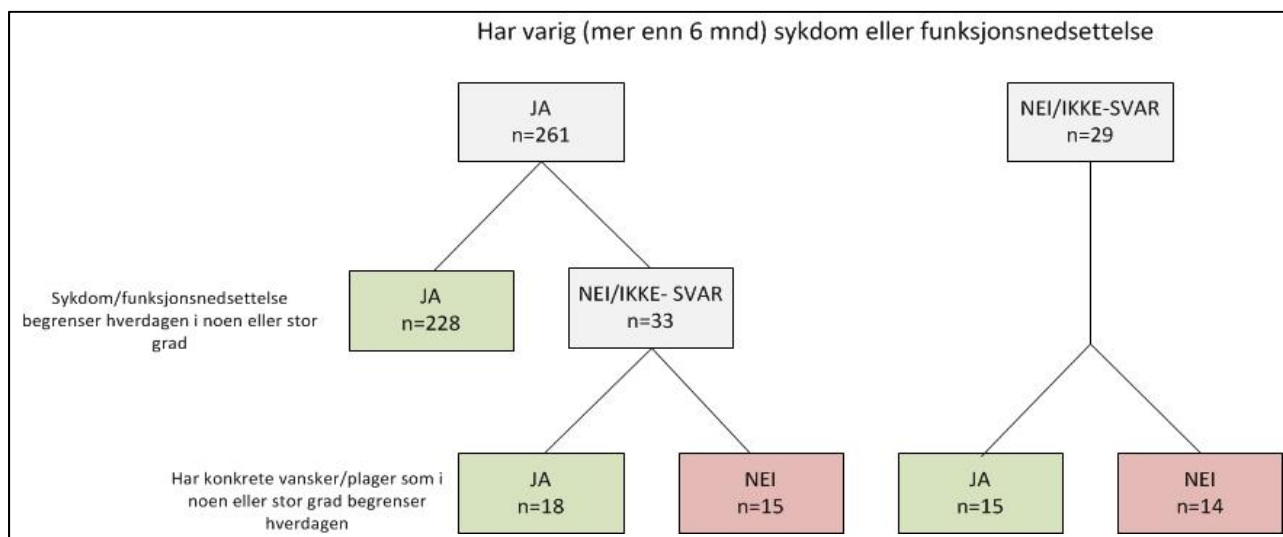 Har varig (mer enn 6 mnd) sykdom eller funksjonsnedsettelse
JA
n=261
NEI/IKKE-SVAR
n=29
Sykdom/funksjonsnedsettelse
begrenser hverdagen i noen eller stor
grad
JA
n=228
NEI/IKKE- SVAR
n=33
Har konkrete vansker/plager som i
noen eller stor grad begrenser
hverdagen
JA
n=18
NEI
n=15
JA
n=15
NEI
n=14